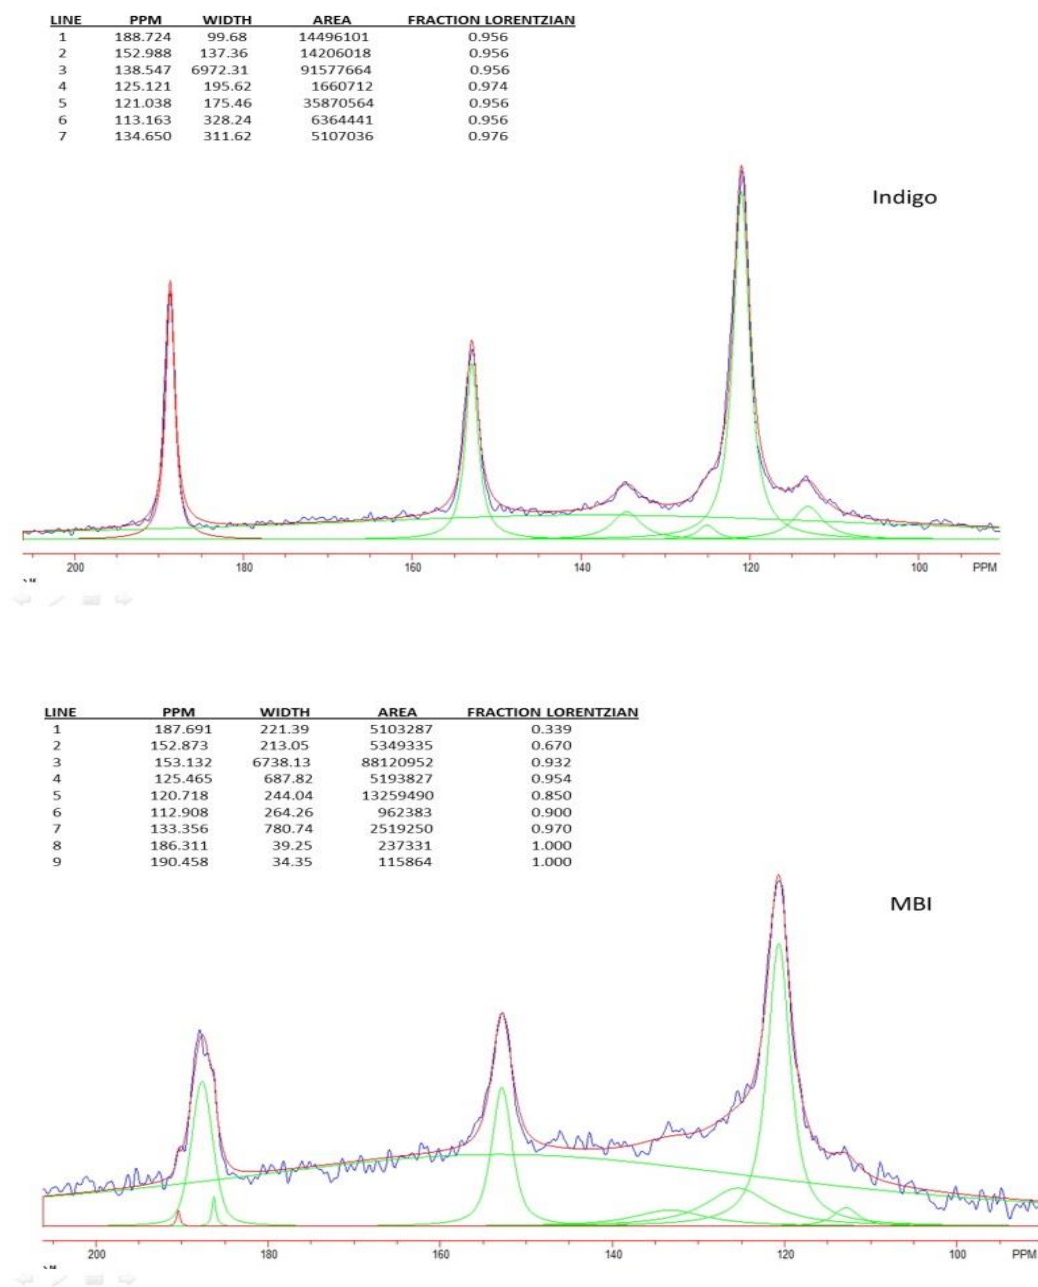 LINE PPM WIDTH AREA FRACTION LORENTZIAN
1 188.724 99.68 14496101 0.956
2 152.988 137.36 14206018 0.956
3 138.547 6972.31 91577664 0.956
4 125.121 195.62 1660712 0.974
5 121.038 175.46 35870564 0.956
6 113.163 328.24 6364441 0.956
7 134.650 311.62 5107036 0.976
Indigo
200 180 160 140 120 100 PPM
LINE PPM WIDTH AREA FRACTION LORENTZIAN
1 187.691 221.39 5103287 0.339
2 152.873 213.05 5349335 0.670
3 153.132 6738.13 88120952 0.932
4 125.465 687.82 5193827 0.954
5 120.718 244.04 13259490 0.850
6 112.908 264.26 962383 0.900
7 133.356 780.74 2519250 0.970
8 186.311 39.25 237331 1.000
9 190.458 34.35 115864 1.000
MBI
200 180 160 140 120 100 PPM